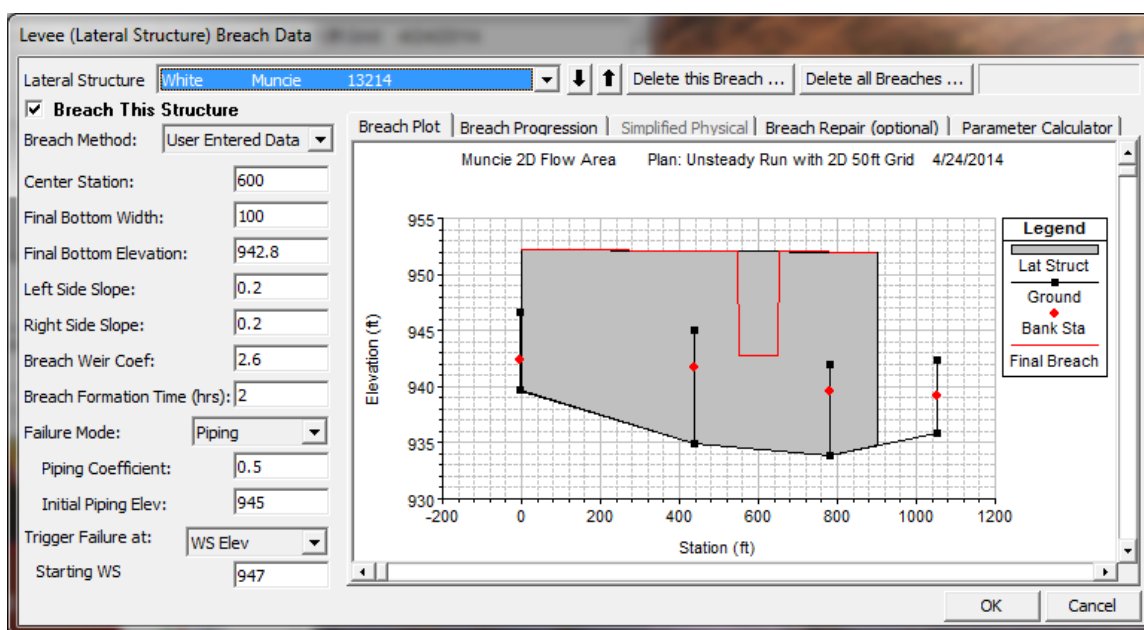 Levee (Lateral Structure) Breach Data
Lateral Structure White Muncie 13214 Delete this Breach ... Delete all Breaches ...
Breach This Structure
Breach Method: User Entered Data
Center Station: 600
Final Bottom Width: 100
Final Bottom Elevation: 942.8
Left Side Slope: 0.2
Right Side Slope: 0.2
Breach Weir Coef: 2.6
Breach Formation Time (hrs): 2
Failure Mode: Piping
Piping Coefficient: 0.5
Initial Piping Elev: 945
Trigger Failure at: WS Elev
Starting WS 947
Breach Plot Breach Progression Simplified Physical Breach Repair (optional) Parameter Calculator
Muncie 2D Flow Area Plan: Unsteady Run with 2D 50ft Grid 4/24/2014
955
950
945
940
935
930
Elevation (ft)
-200 0 200 400 600 800 1000 1200
Station (ft)
Legend
Lat Struct
Ground
Bank Sta
Final Breach
OK Cancel